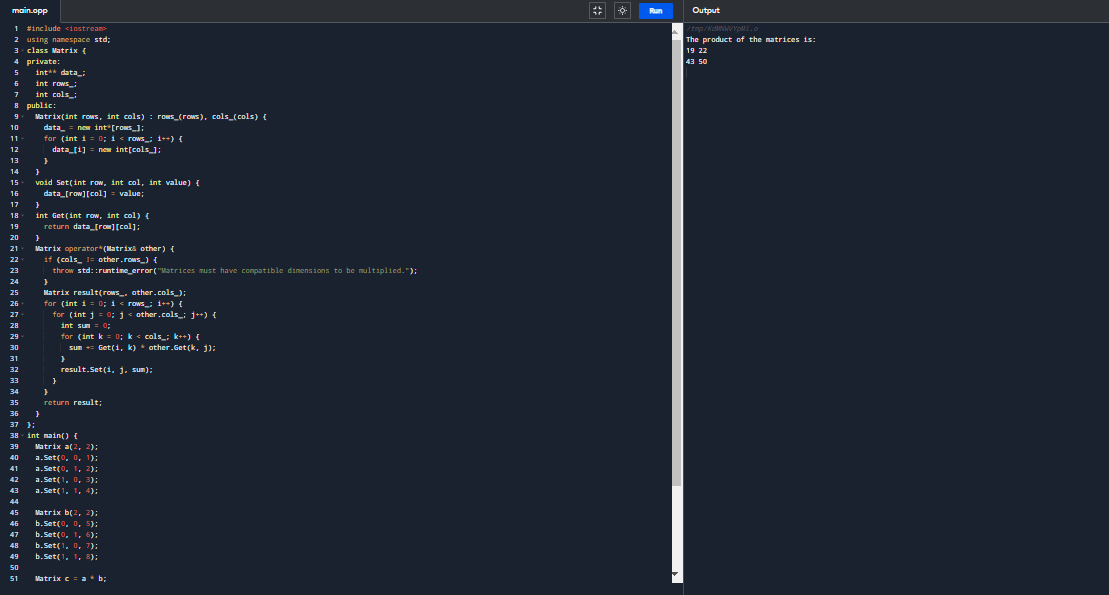 main.opp
Run
Output
1 #include <iostream>
2 using namespace std;
3 class Matrix {
4 private:
5 int** data_;
6 int rows_;
7 int cols_;
8 public:
9 Matrix(int rows, int cols) : rows_(rows), cols_(cols) {
10 data_ = new int*[rows_];
11 for (int i = 0; i < rows_; i++) {
12 data_[i] = new int[cols_];
13 }
14 }
15 void Set(int row, int col, int value) {
16 data_[row][col] = value;
17 }
18 int Get(int row, int col) {
19 return data_[row][col];
20 }
21 Matrix operator*(Matrix& other) {
22 if (cols_ != other.rows_) {
23 throw std::runtime_error("Matrices must have compatible dimensions to be multiplied.");
24 }
25 Matrix result(rows_, other.cols_);
26 for (int i = 0; i < rows_; i++) {
27 for (int j = 0; j < other.cols_; j++) {
28 int sum = 0;
29 for (int k = 0; k < cols_; k++) {
30 sum += Get(i, k) * other.Get(k, j);
31 }
32 result.Set(i, j, sum);
33 }
34 }
35 return result;
36 }
37 };
38 int main() {
39 Matrix a(2, 2);
40 a.Set(0, 0, 1);
41 a.Set(0, 1, 2);
42 a.Set(1, 0, 3);
43 a.Set(1, 1, 4);
44
45 Matrix b(2, 2);
46 b.Set(0, 0, 5);
47 b.Set(0, 1, 6);
48 b.Set(1, 0, 7);
49 b.Set(1, 1, 8);
50
51 Matrix c = a * b;
The product of the matrices is:
19 22
43 50